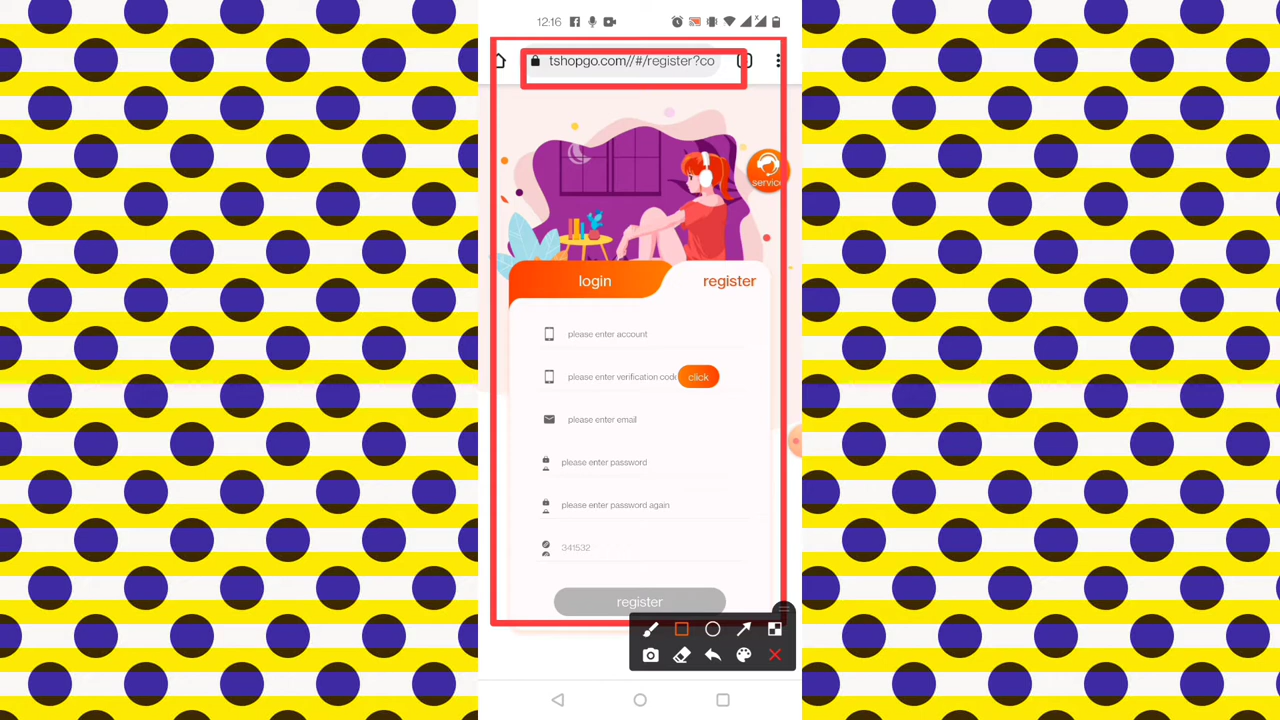 12:16
tshopgo.com//#/register?co
service
login
register
please enter account
please enter verification code
click
please enter email
please enter password
please enter password again
341532
register